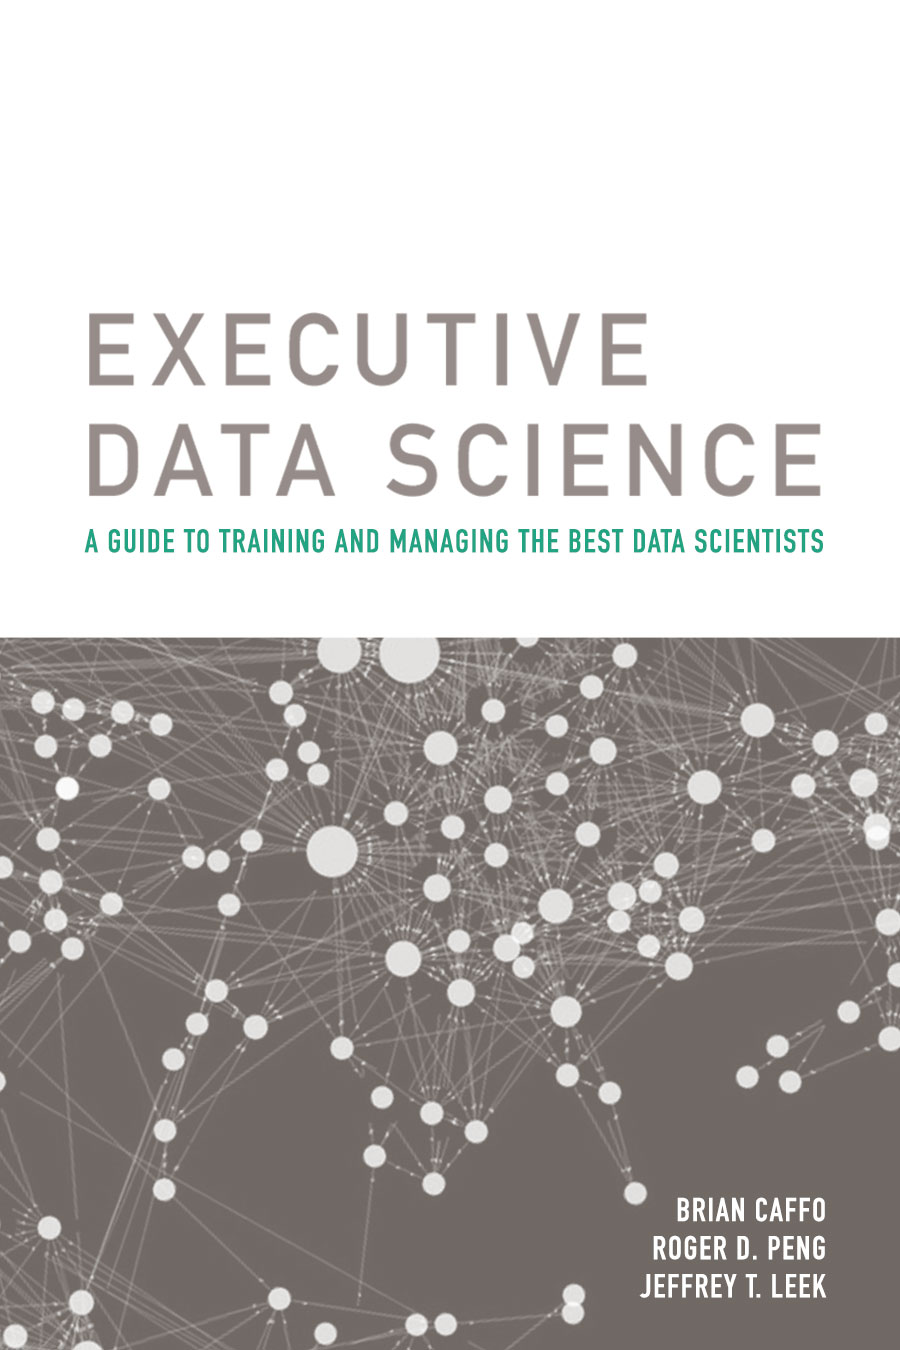 EXECUTIVE
DATA SCIENCE
A GUIDE TO TRAINING AND MANAGING THE BEST DATA SCIENTISTS
BRIAN CAFFO
ROGER D. PENG
JEFFREY T. LEEK